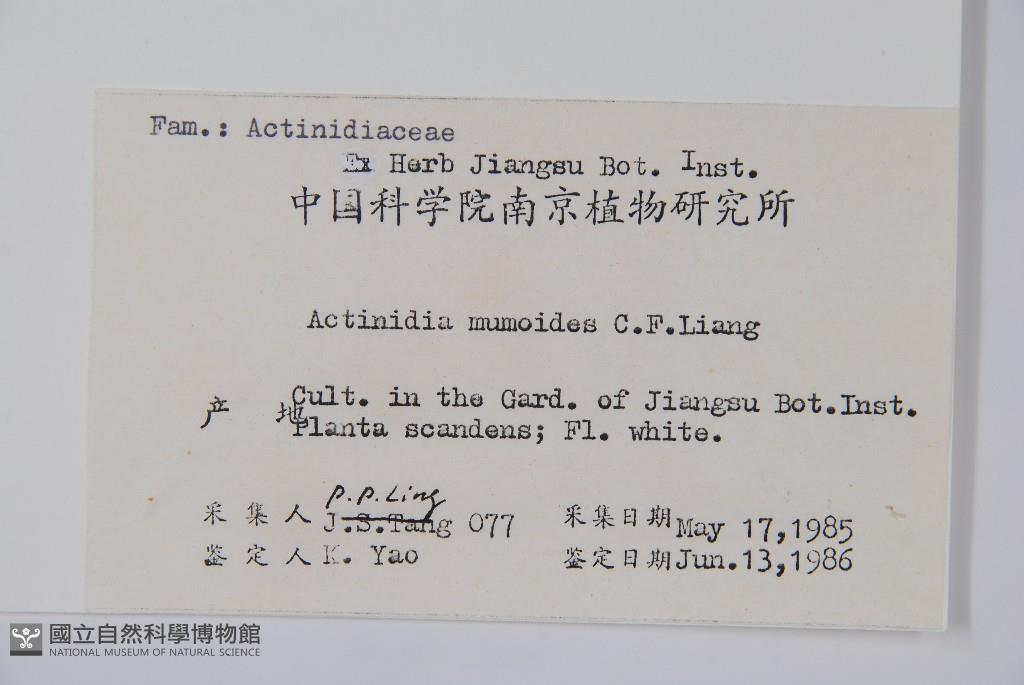 Fam.: Actinidiaceae
Ex Herb Jiangsu Bot. Inst.
中国科学院南京植物研究所
Actinidia mumoides C.F.Liang
产 地 Cult. in the Gard. of Jiangsu Bot.Inst.
Planta scandens; Fl. white.
P.P.Ling
采 集 人 J.S.Tang 077 采集日期 May 17,1985
鉴 定 人 K. Yao 鉴定日期 Jun.13,1986
國立自然科學博物館
NATIONAL MUSEUM OF NATURAL SCIENCE